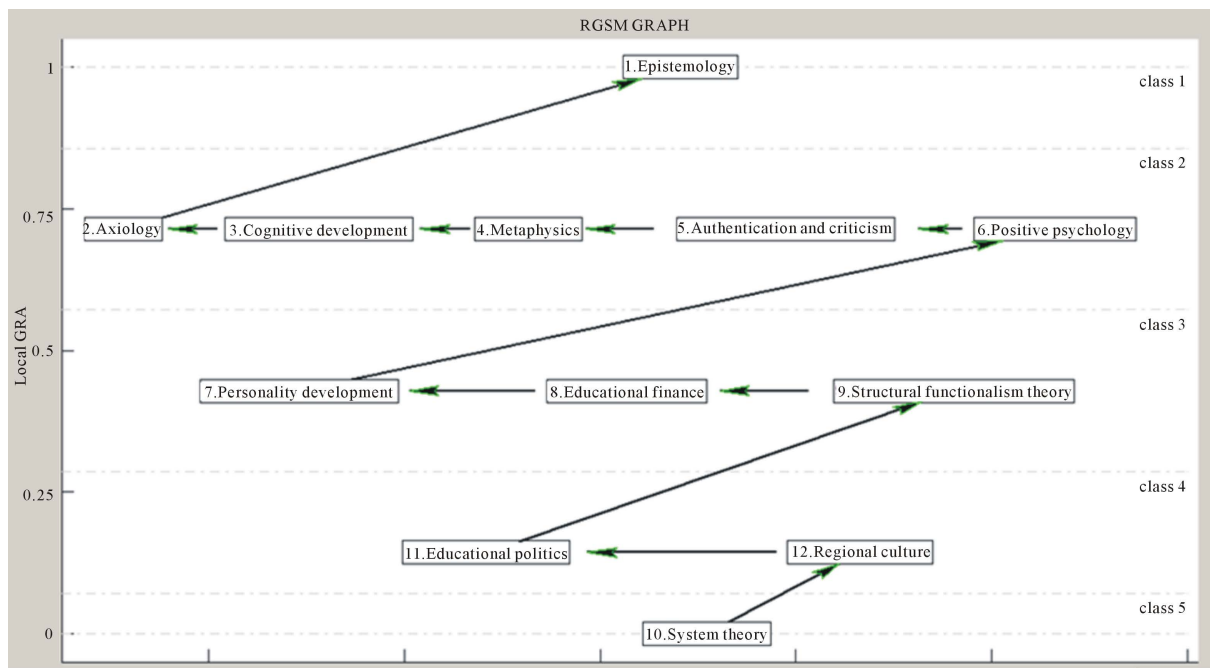 RGSM GRAPH
1
1.Epistemology
class 1
class 2
0.75
2.Axiology
3.Cognitive development
4.Metaphysics
5.Authentication and criticism
6.Positive psychology
class 3
Local GRA
0.5
7.Personality development
8.Educational finance
9.Structural functionalism theory
class 4
0.25
11.Educational politics
12.Regional culture
class 5
0
10.System theory